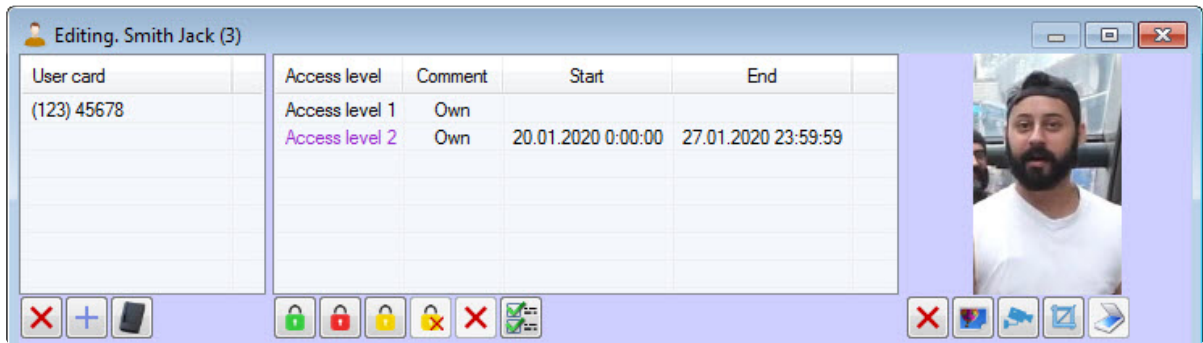 Editing. Smith Jack (3)
User card
(123) 45678
Access level Comment Start End
Access level 1 Own
Access level 2 Own 20.01.2020 0:00:00 27.01.2020 23:59:59